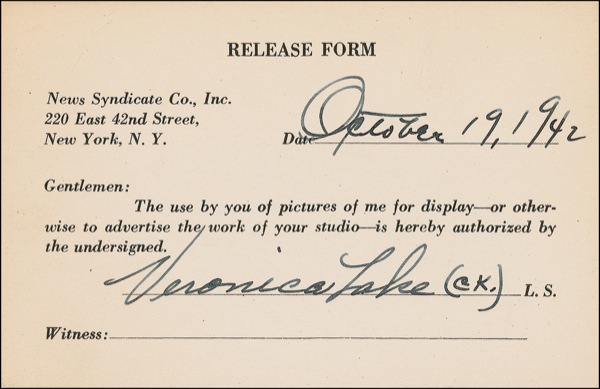 RELEASE FORM
News Syndicate Co., Inc.
220 East 42nd Street,
New York, N. Y.
Date October 19, 1942
Gentlemen:
The use by you of pictures of me for display—or other-
wise to advertise the work of your studio—is hereby authorized by
the undersigned.
Veronica Lake (CK.) L. S.
Witness: